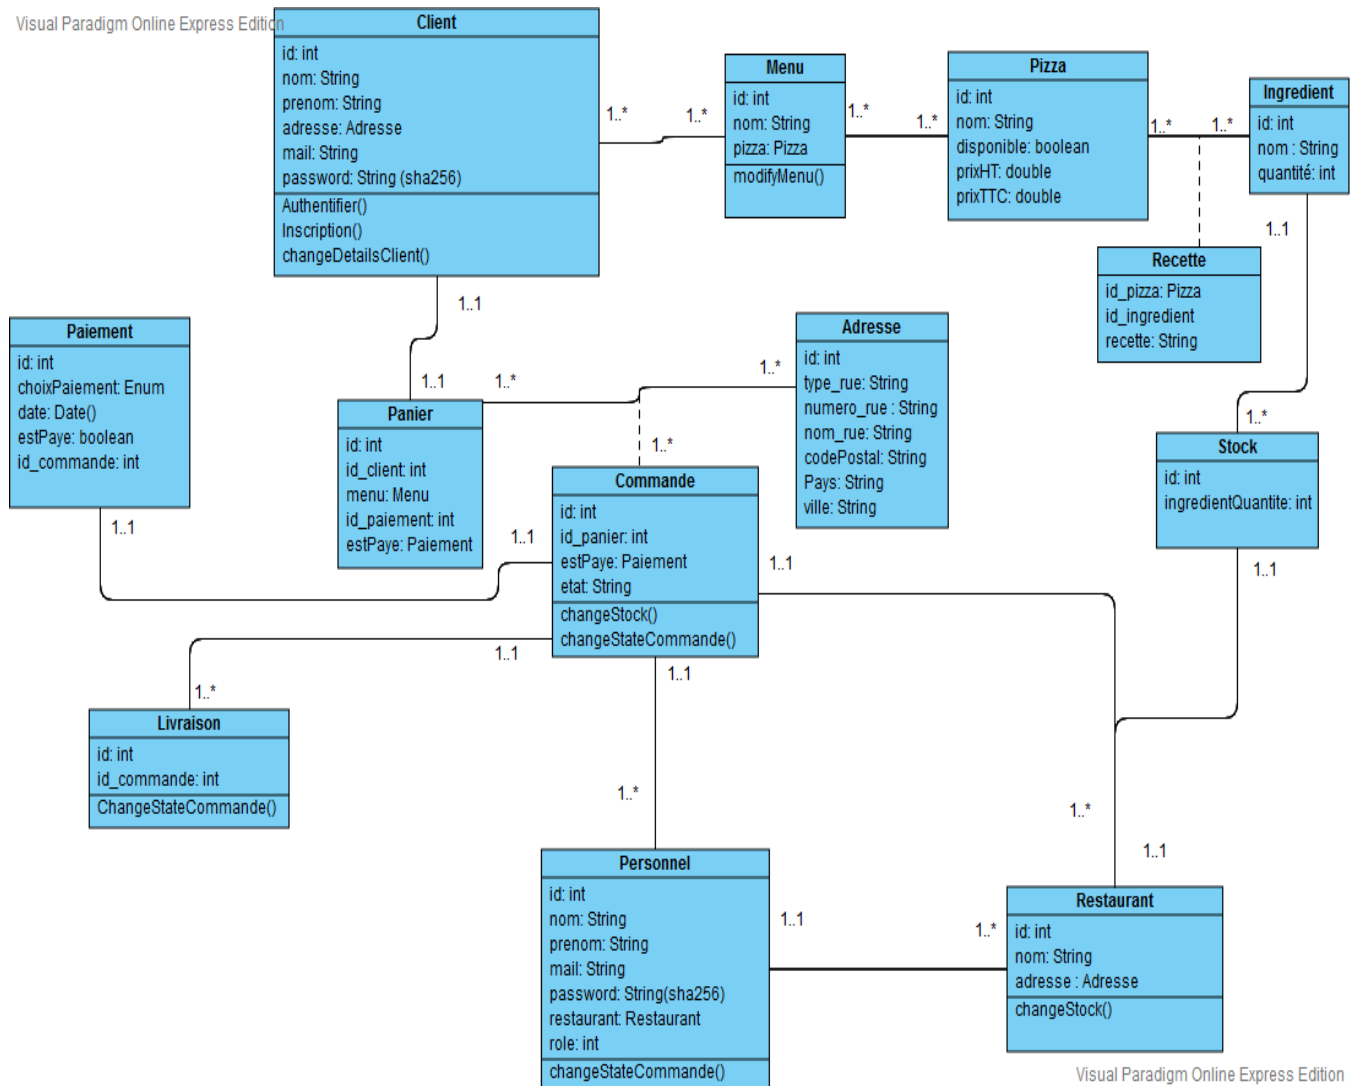 Visual Paradigm Online Express Edition
Client
id: int
nom: String
prenom: String
adresse: Adresse
mail: String
password: String (sha256)
Authentifier()
Inscription()
changeDetailsClient()
1..*
1..*
Menu
id: int
nom: String
pizza: Pizza
modifyMenu()
1..*
1..*
Pizza
id: int
nom: String
disponible: boolean
prixHT: double
prixTTC: double
1..*
1..*
Ingredient
id: int
nom : String
quantité: int
1..1
Recette
id_pizza: Pizza
id_ingredient
recette: String
1..1
Paiement
id: int
choixPaiement: Enum
date: Date()
estPaye: boolean
id_commande: int
1..1
1..1
1..*
Panier
id: int
id_client: int
menu: Menu
id_paiement: int
estPaye: Paiement
1..*
Adresse
id: int
type_rue: String
numero_rue : String
nom_rue: String
codePostal: String
Pays: String
ville: String
1..*
1..*
Stock
id: int
ingredientQuantite: int
1..1
1..1
Commande
id: int
id_panier: int
estPaye: Paiement
etat: String
changeStock()
changeStateCommande()
1..1
1..1
1..*
Livraison
id: int
id_commande: int
ChangeStateCommande()
1..1
1..*
Personnel
id: int
nom: String
prenom: String
mail: String
password: String(sha256)
restaurant: Restaurant
role: int
changeStateCommande()
1..1
1..*
1..*
1..1
Restaurant
id: int
nom: String
adresse : Adresse
changeStock()
Visual Paradigm Online Express Edition